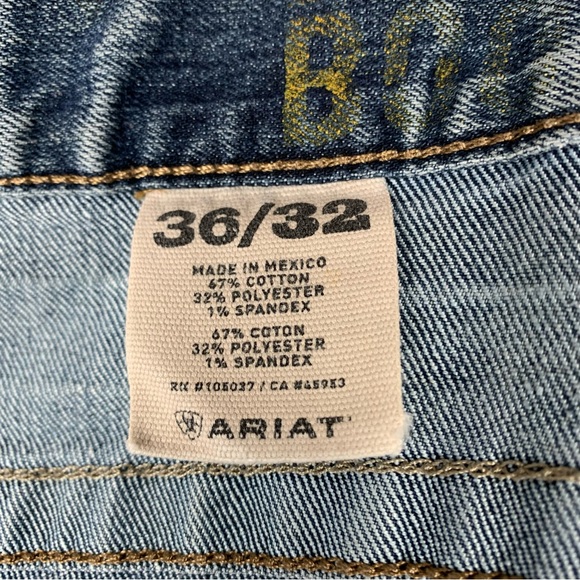 BO
36/32
MADE IN MEXICO
67% COTTON
32% POLYESTER
1% SPANDEX
67% COTON
32% POLYESTER
1% SPANDEX
RN #105037 / CA #45953
ARIAT